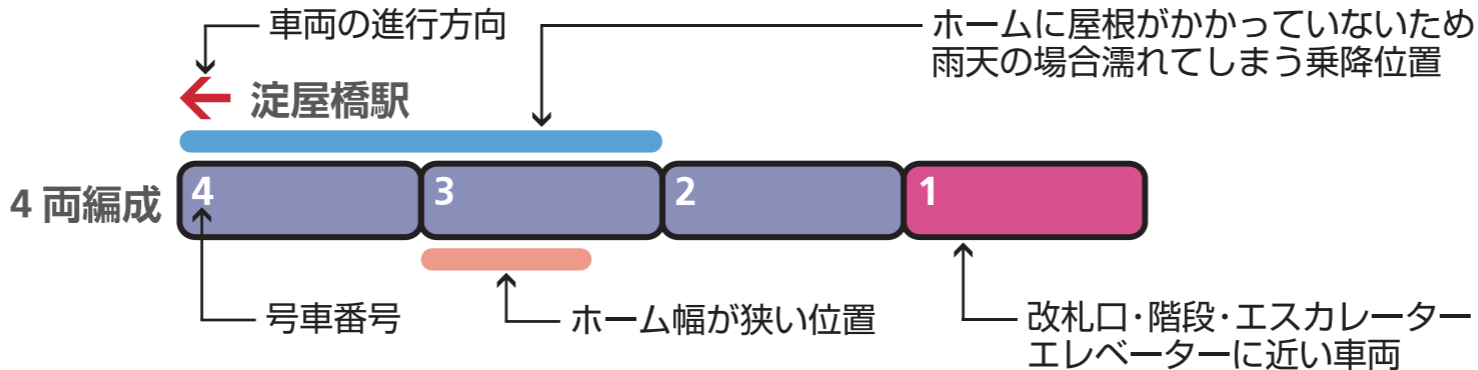 車両の進行方向
ホームに屋根がかかっていないため
雨天の場合濡れてしまう乗降位置
淀屋橋駅
4両編成
4
3
2
1
号車番号
ホーム幅が狭い位置
改札口・階段・エスカレーター
エレベーターに近い車両